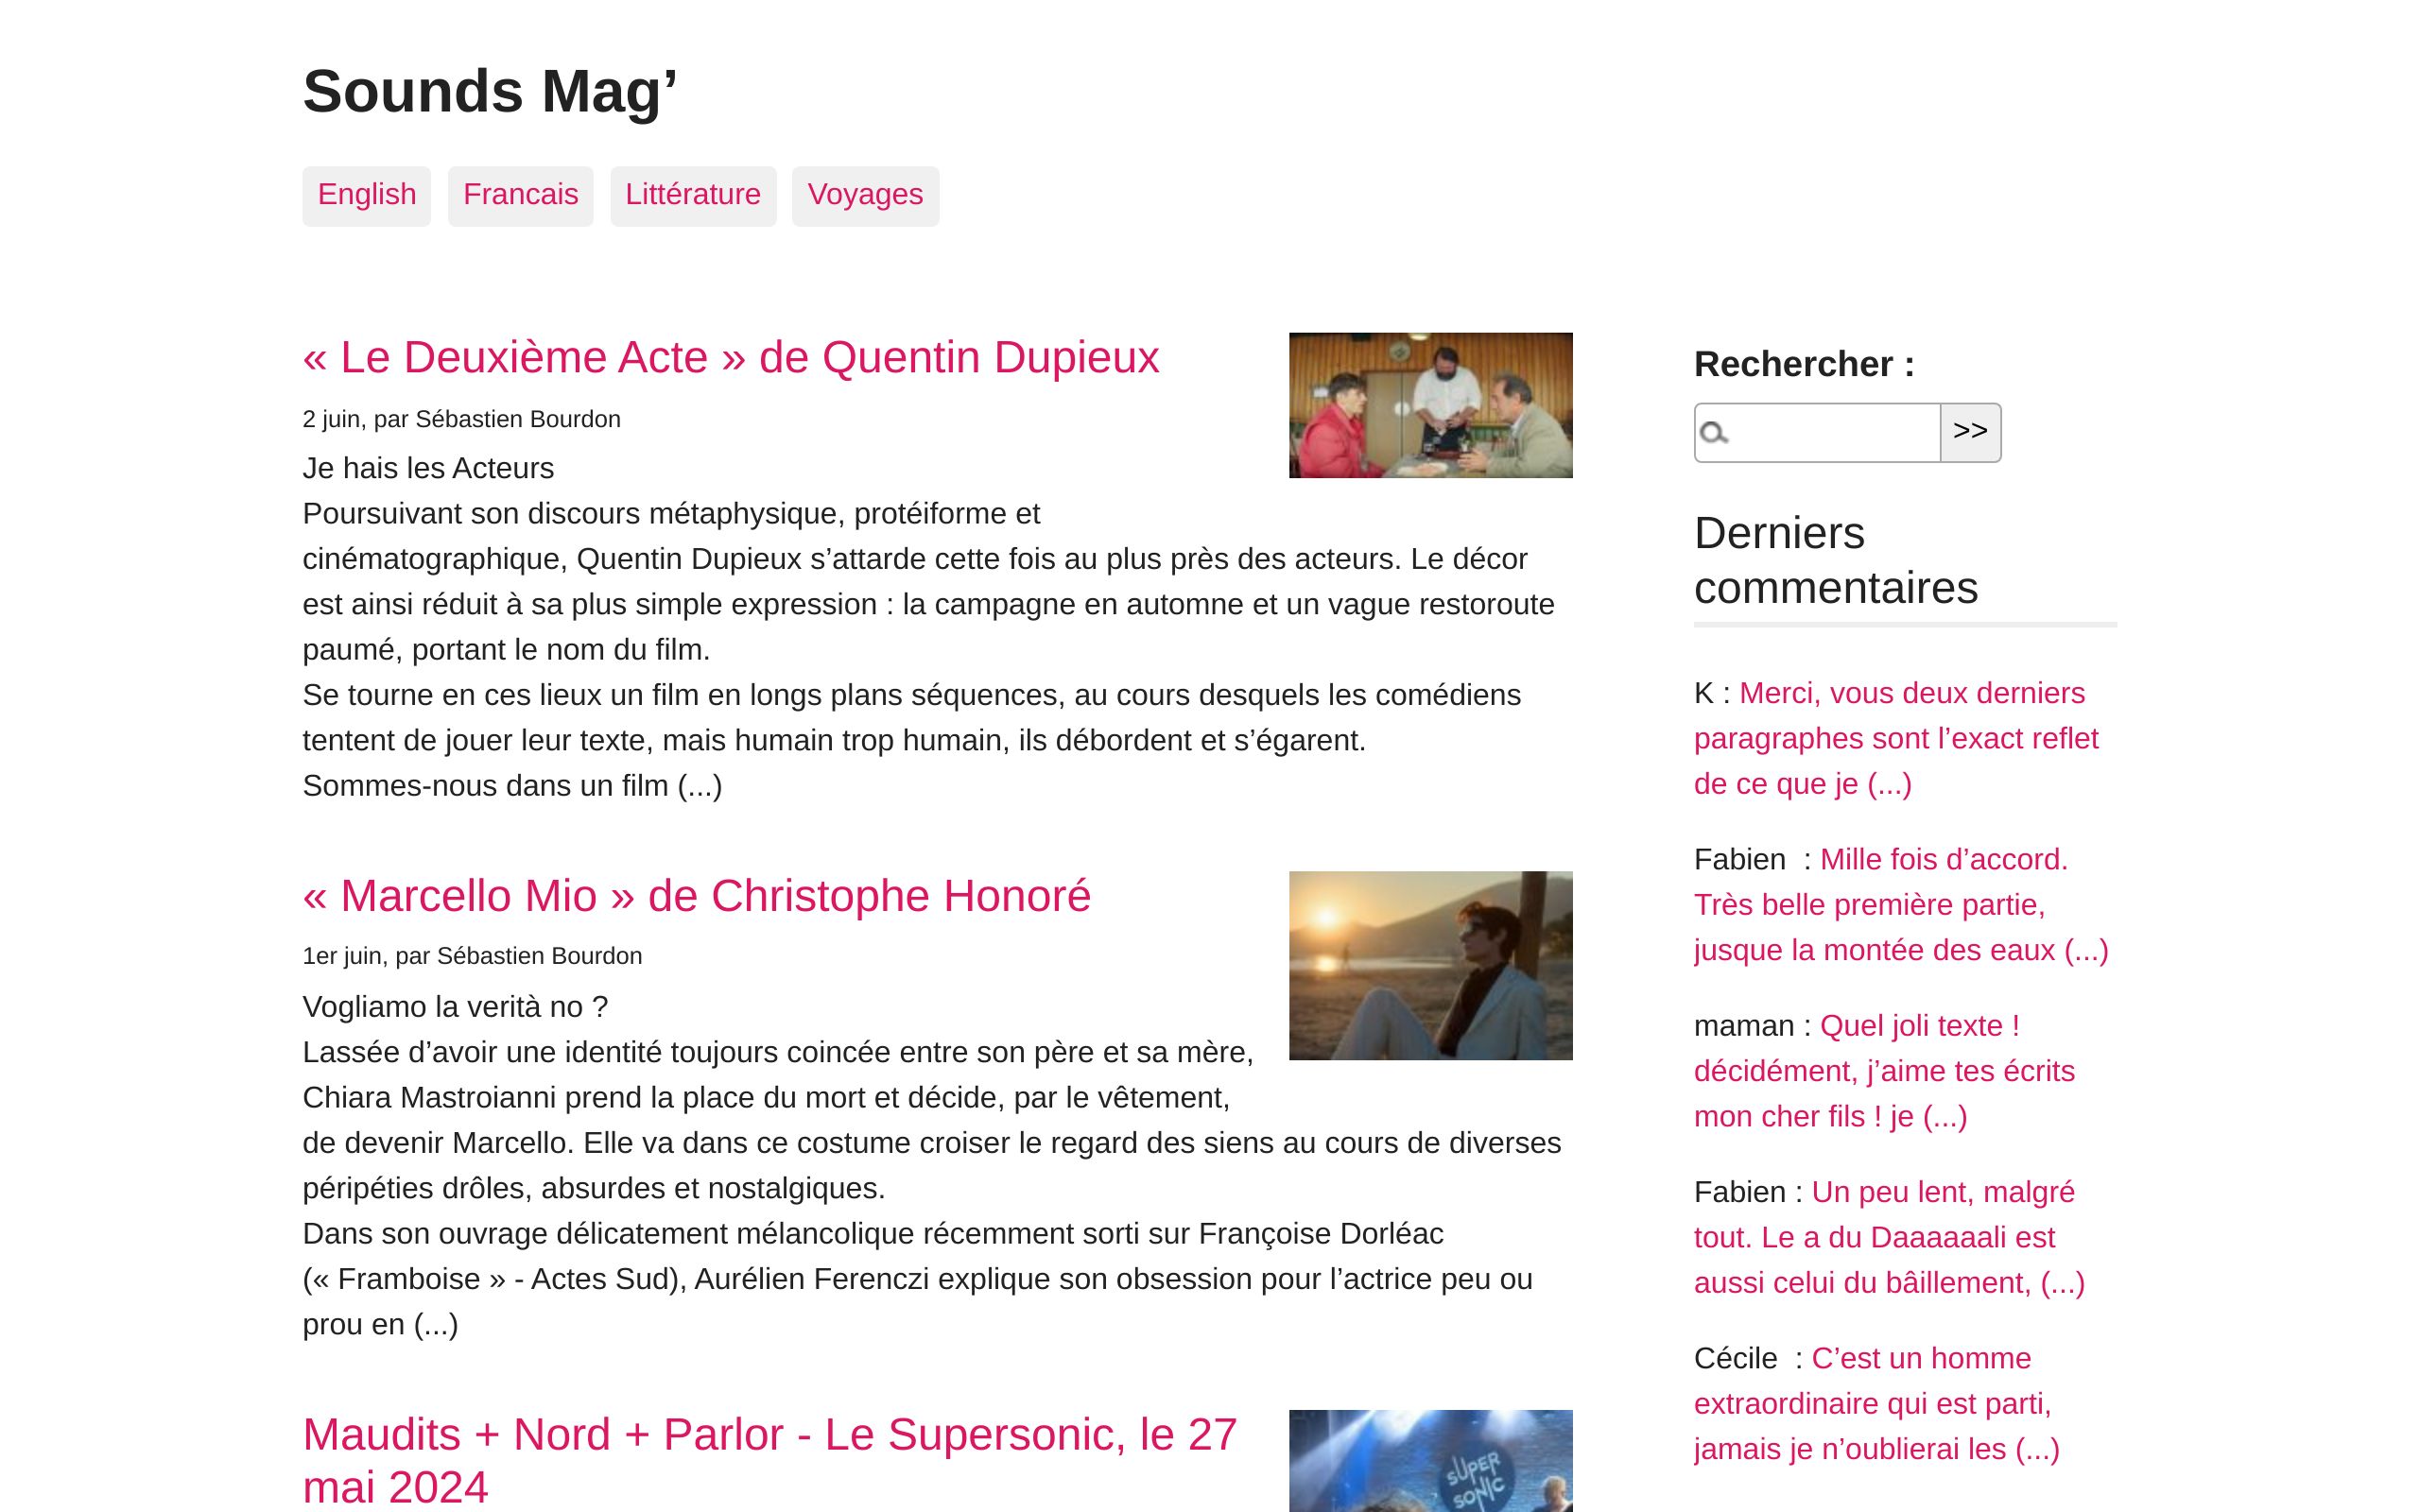 Sounds Mag’
English Francais Littérature Voyages
« Le Deuxième Acte » de Quentin Dupieux
2 juin, par Sébastien Bourdon
Je hais les Acteurs
Poursuivant son discours métaphysique, protéiforme et
cinématographique, Quentin Dupieux s’attarde cette fois au plus près des acteurs. Le décor
est ainsi réduit à sa plus simple expression : la campagne en automne et un vague restoroute
paumé, portant le nom du film.
Se tourne en ces lieux un film en longs plans séquences, au cours desquels les comédiens
tentent de jouer leur texte, mais humain trop humain, ils débordent et s’égarent.
Sommes-nous dans un film (...)
« Marcello Mio » de Christophe Honoré
1er juin, par Sébastien Bourdon
Vogliamo la verità no ?
Lassée d’avoir une identité toujours coincée entre son père et sa mère,
Chiara Mastroianni prend la place du mort et décide, par le vêtement,
de devenir Marcello. Elle va dans ce costume croiser le regard des siens au cours de diverses
péripéties drôles, absurdes et nostalgiques.
Dans son ouvrage délicatement mélancolique récemment sorti sur Françoise Dorléac
(« Framboise » - Actes Sud), Aurélien Ferenczi explique son obsession pour l’actrice peu ou
prou en (...)
Maudits + Nord + Parlor - Le Supersonic, le 27
mai 2024
SUPER
SONIC
Rechercher :
>>
Derniers
commentaires
K : Merci, vous deux derniers
paragraphes sont l’exact reflet
de ce que je (...)
Fabien  : Mille fois d’accord.
Très belle première partie,
jusque la montée des eaux (...)
maman : Quel joli texte !
décidément, j’aime tes écrits
mon cher fils ! je (...)
Fabien : Un peu lent, malgré
tout. Le a du Daaaaaali est
aussi celui du bâillement, (...)
Cécile  : C’est un homme
extraordinaire qui est parti,
jamais je n’oublierai les (...)